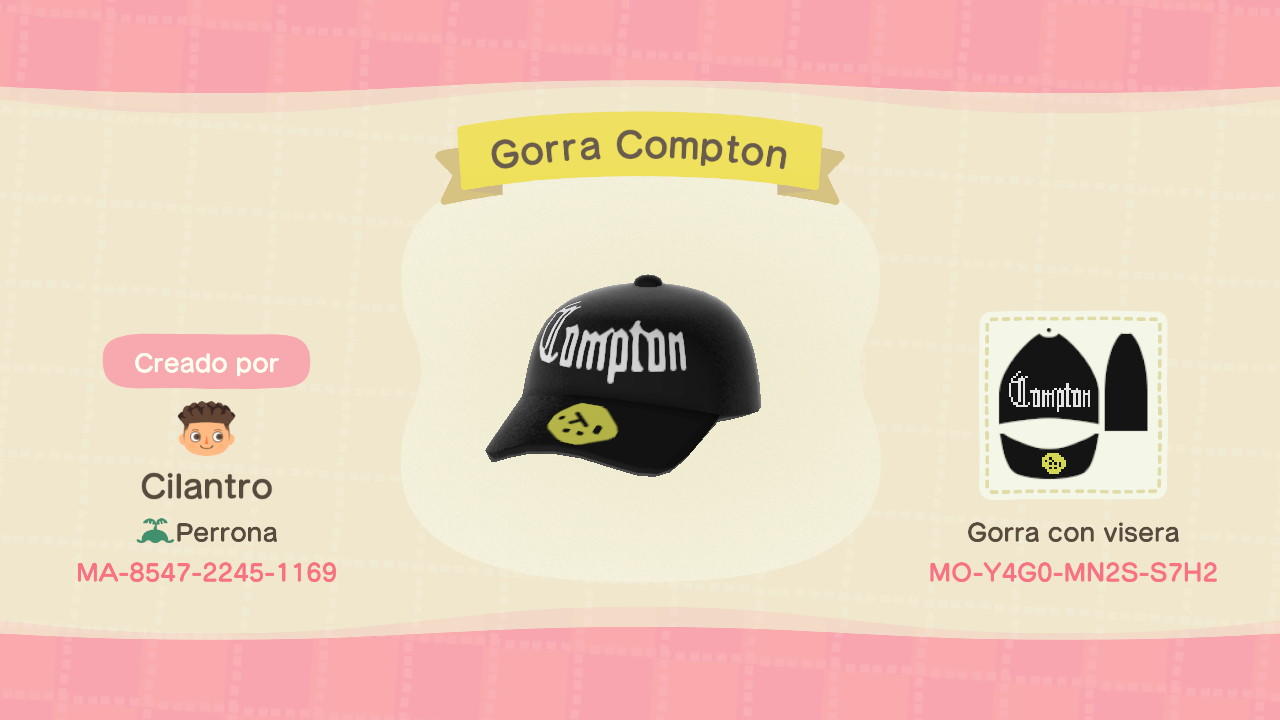 Gorra Compton
Compton
Creado por
Cilantro
Perrona
MA-8547-2245-1169
Compton
Gorra con visera
MO-Y4G0-MN2S-S7H2